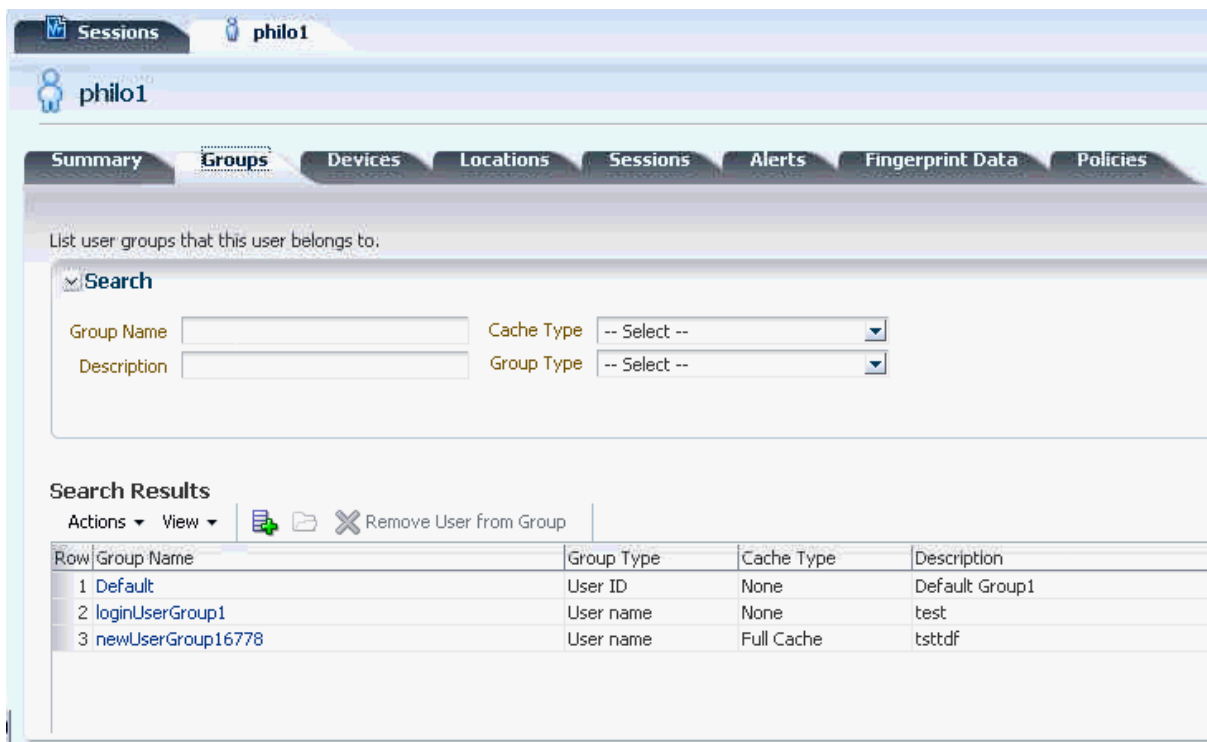 Sessions philo1
philo1
Summary Groups Devices Locations Sessions Alerts Fingerprint Data Policies
List user groups that this user belongs to.
Search
Group Name Cache Type -- Select --
Description Group Type -- Select --
Search Results
Actions View Remove User from Group
Row Group Name Group Type Cache Type Description
1 Default User ID None Default Group1
2 loginUserGroup1 User name None test
3 newUserGroup16778 User name Full Cache tsttdf